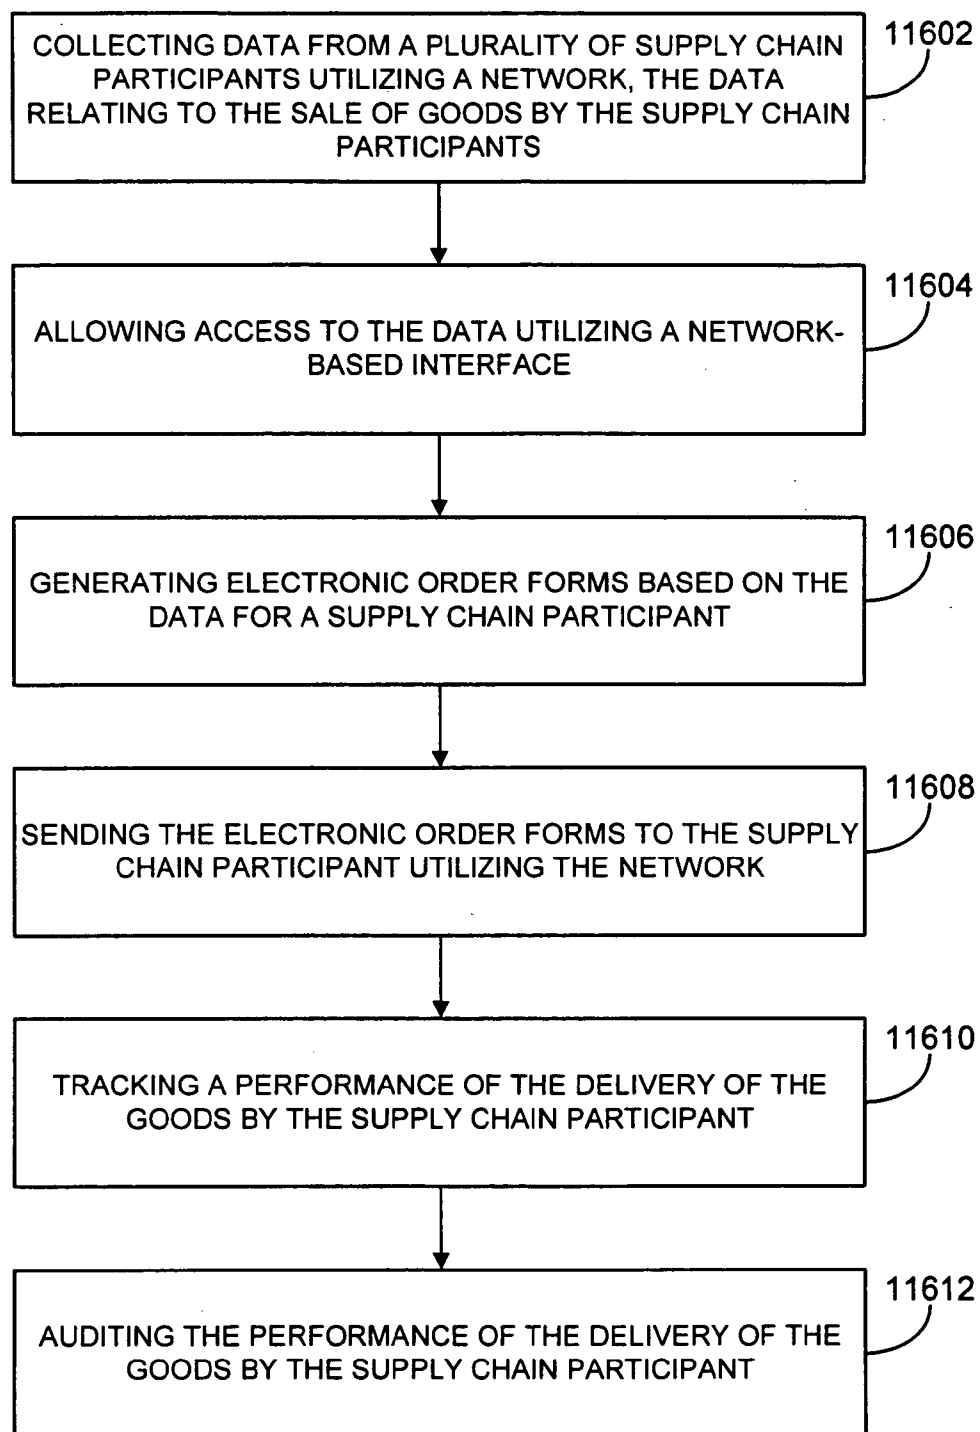 COLLECTING DATA FROM A PLURALITY OF SUPPLY CHAIN
PARTICIPANTS UTILIZING A NETWORK, THE DATA
RELATING TO THE SALE OF GOODS BY THE SUPPLY CHAIN
PARTICIPANTS
11602
ALLOWING ACCESS TO THE DATA UTILIZING A NETWORK-
BASED INTERFACE
11604
GENERATING ELECTRONIC ORDER FORMS BASED ON THE
DATA FOR A SUPPLY CHAIN PARTICIPANT
11606
SENDING THE ELECTRONIC ORDER FORMS TO THE SUPPLY
CHAIN PARTICIPANT UTILIZING THE NETWORK
11608
TRACKING A PERFORMANCE OF THE DELIVERY OF THE
GOODS BY THE SUPPLY CHAIN PARTICIPANT
11610
AUDITING THE PERFORMANCE OF THE DELIVERY OF THE
GOODS BY THE SUPPLY CHAIN PARTICIPANT
11612